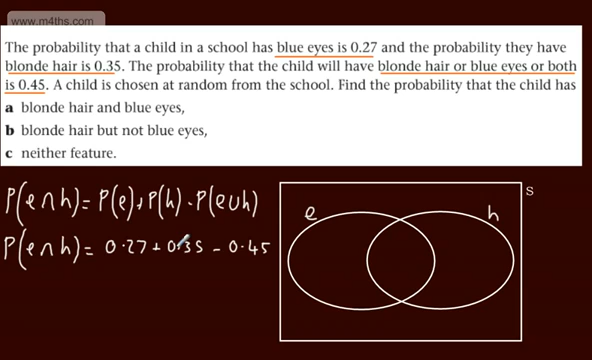 www.m4ths.com
The probability that a child in a school has blue eyes is 0.27 and the probability they have
blonde hair is 0.35. The probability that the child will have blonde hair or blue eyes or both
is 0.45. A child is chosen at random from the school. Find the probability that the child has
a blonde hair and blue eyes,
b blonde hair but not blue eyes,
c neither feature.
P(e∩h) = P(e) + P(h) - P(e∪h)
P(e∩h) = 0.27 + 0.35 - 0.45
S
e
h